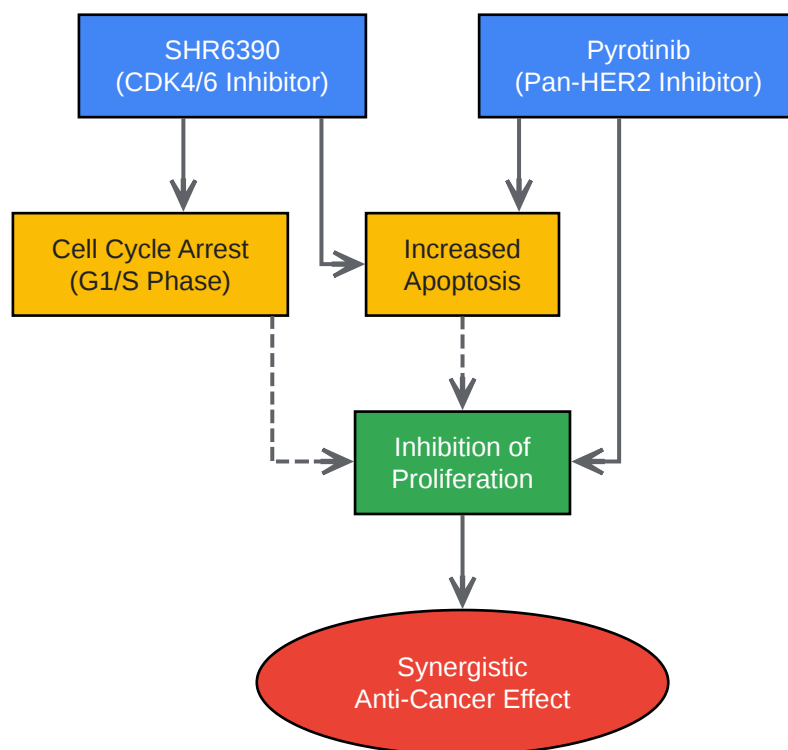 SHR6390
(CDK4/6 Inhibitor)
Pyrotinib
(Pan-HER2 Inhibitor)
Cell Cycle Arrest
(G1/S Phase)
Increased
Apoptosis
Inhibition of
Proliferation
Synergistic
Anti-Cancer Effect